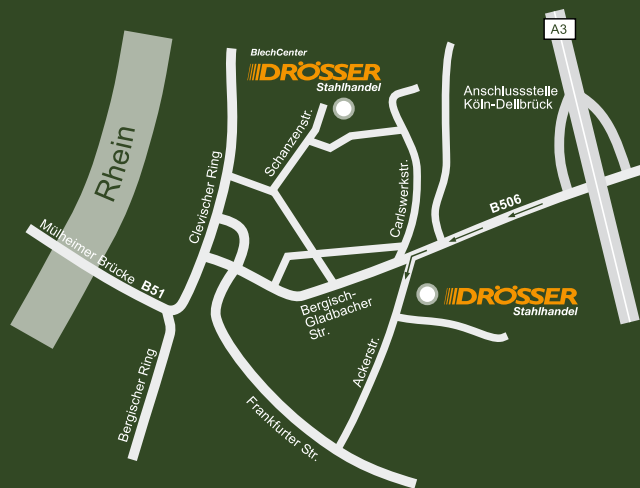 A3
BlechCenter
DRÖSSER
Stahlhandel
Anschlussstelle
Köln-Dellbrück
Rhein
Schanzenstr.
Clevischer Ring
Carlswerkstr.
B506
Mülheimer Brücke B51
Bergisch-
Gladbacher
Str.
DRÖSSER
Stahlhandel
Ackerstr.
Bergischer Ring
Frankfurter Str.